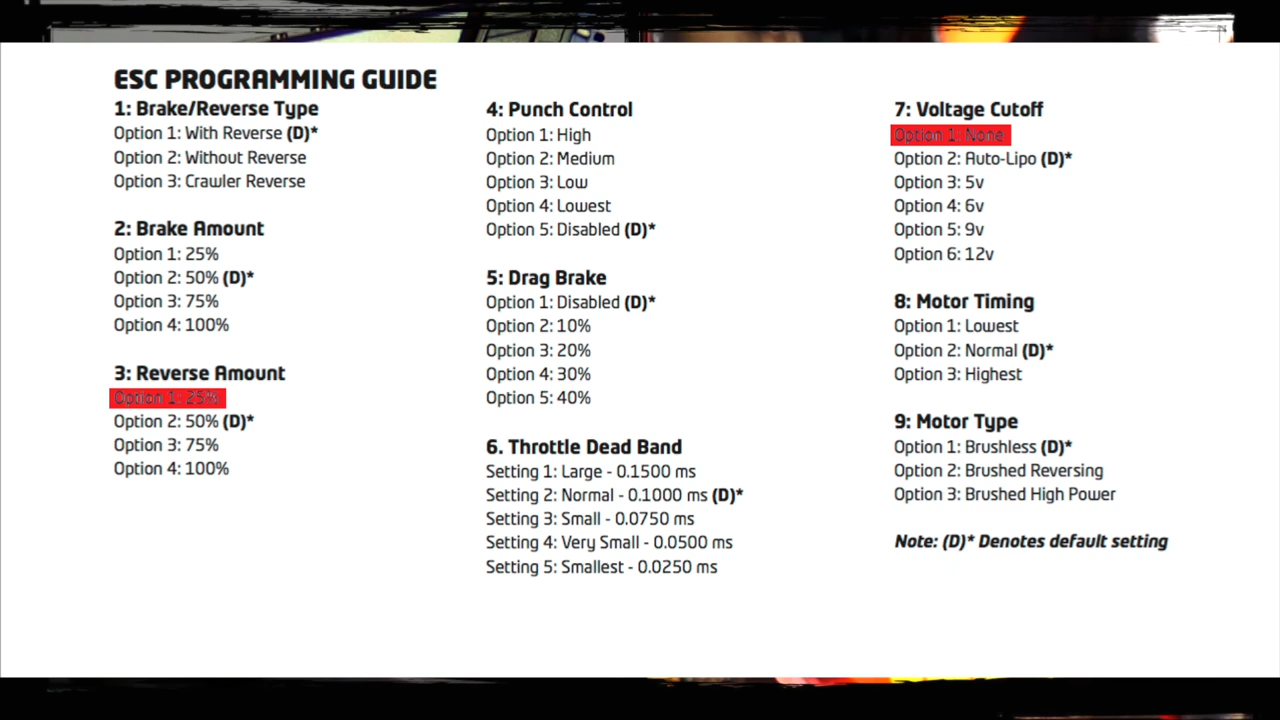 ESC PROGRAMMING GUIDE
1: Brake/Reverse Type
Option 1: With Reverse (D)*
Option 2: Without Reverse
Option 3: Crawler Reverse
2: Brake Amount
Option 1: 25%
Option 2: 50% (D)*
Option 3: 75%
Option 4: 100%
3: Reverse Amount
Option 1: 25%
Option 2: 50% (D)*
Option 3: 75%
Option 4: 100%
4: Punch Control
Option 1: High
Option 2: Medium
Option 3: Low
Option 4: Lowest
Option 5: Disabled (D)*
5: Drag Brake
Option 1: Disabled (D)*
Option 2: 10%
Option 3: 20%
Option 4: 30%
Option 5: 40%
6. Throttle Dead Band
Setting 1: Large - 0.1500 ms
Setting 2: Normal - 0.1000 ms (D)*
Setting 3: Small - 0.0750 ms
Setting 4: Very Small - 0.0500 ms
Setting 5: Smallest - 0.0250 ms
7: Voltage Cutoff
Option 1: None
Option 2: Auto-Lipo (D)*
Option 3: 5v
Option 4: 6v
Option 5: 9v
Option 6: 12v
8: Motor Timing
Option 1: Lowest
Option 2: Normal (D)*
Option 3: Highest
9: Motor Type
Option 1: Brushless (D)*
Option 2: Brushed Reversing
Option 3: Brushed High Power
Note: (D)* Denotes default setting